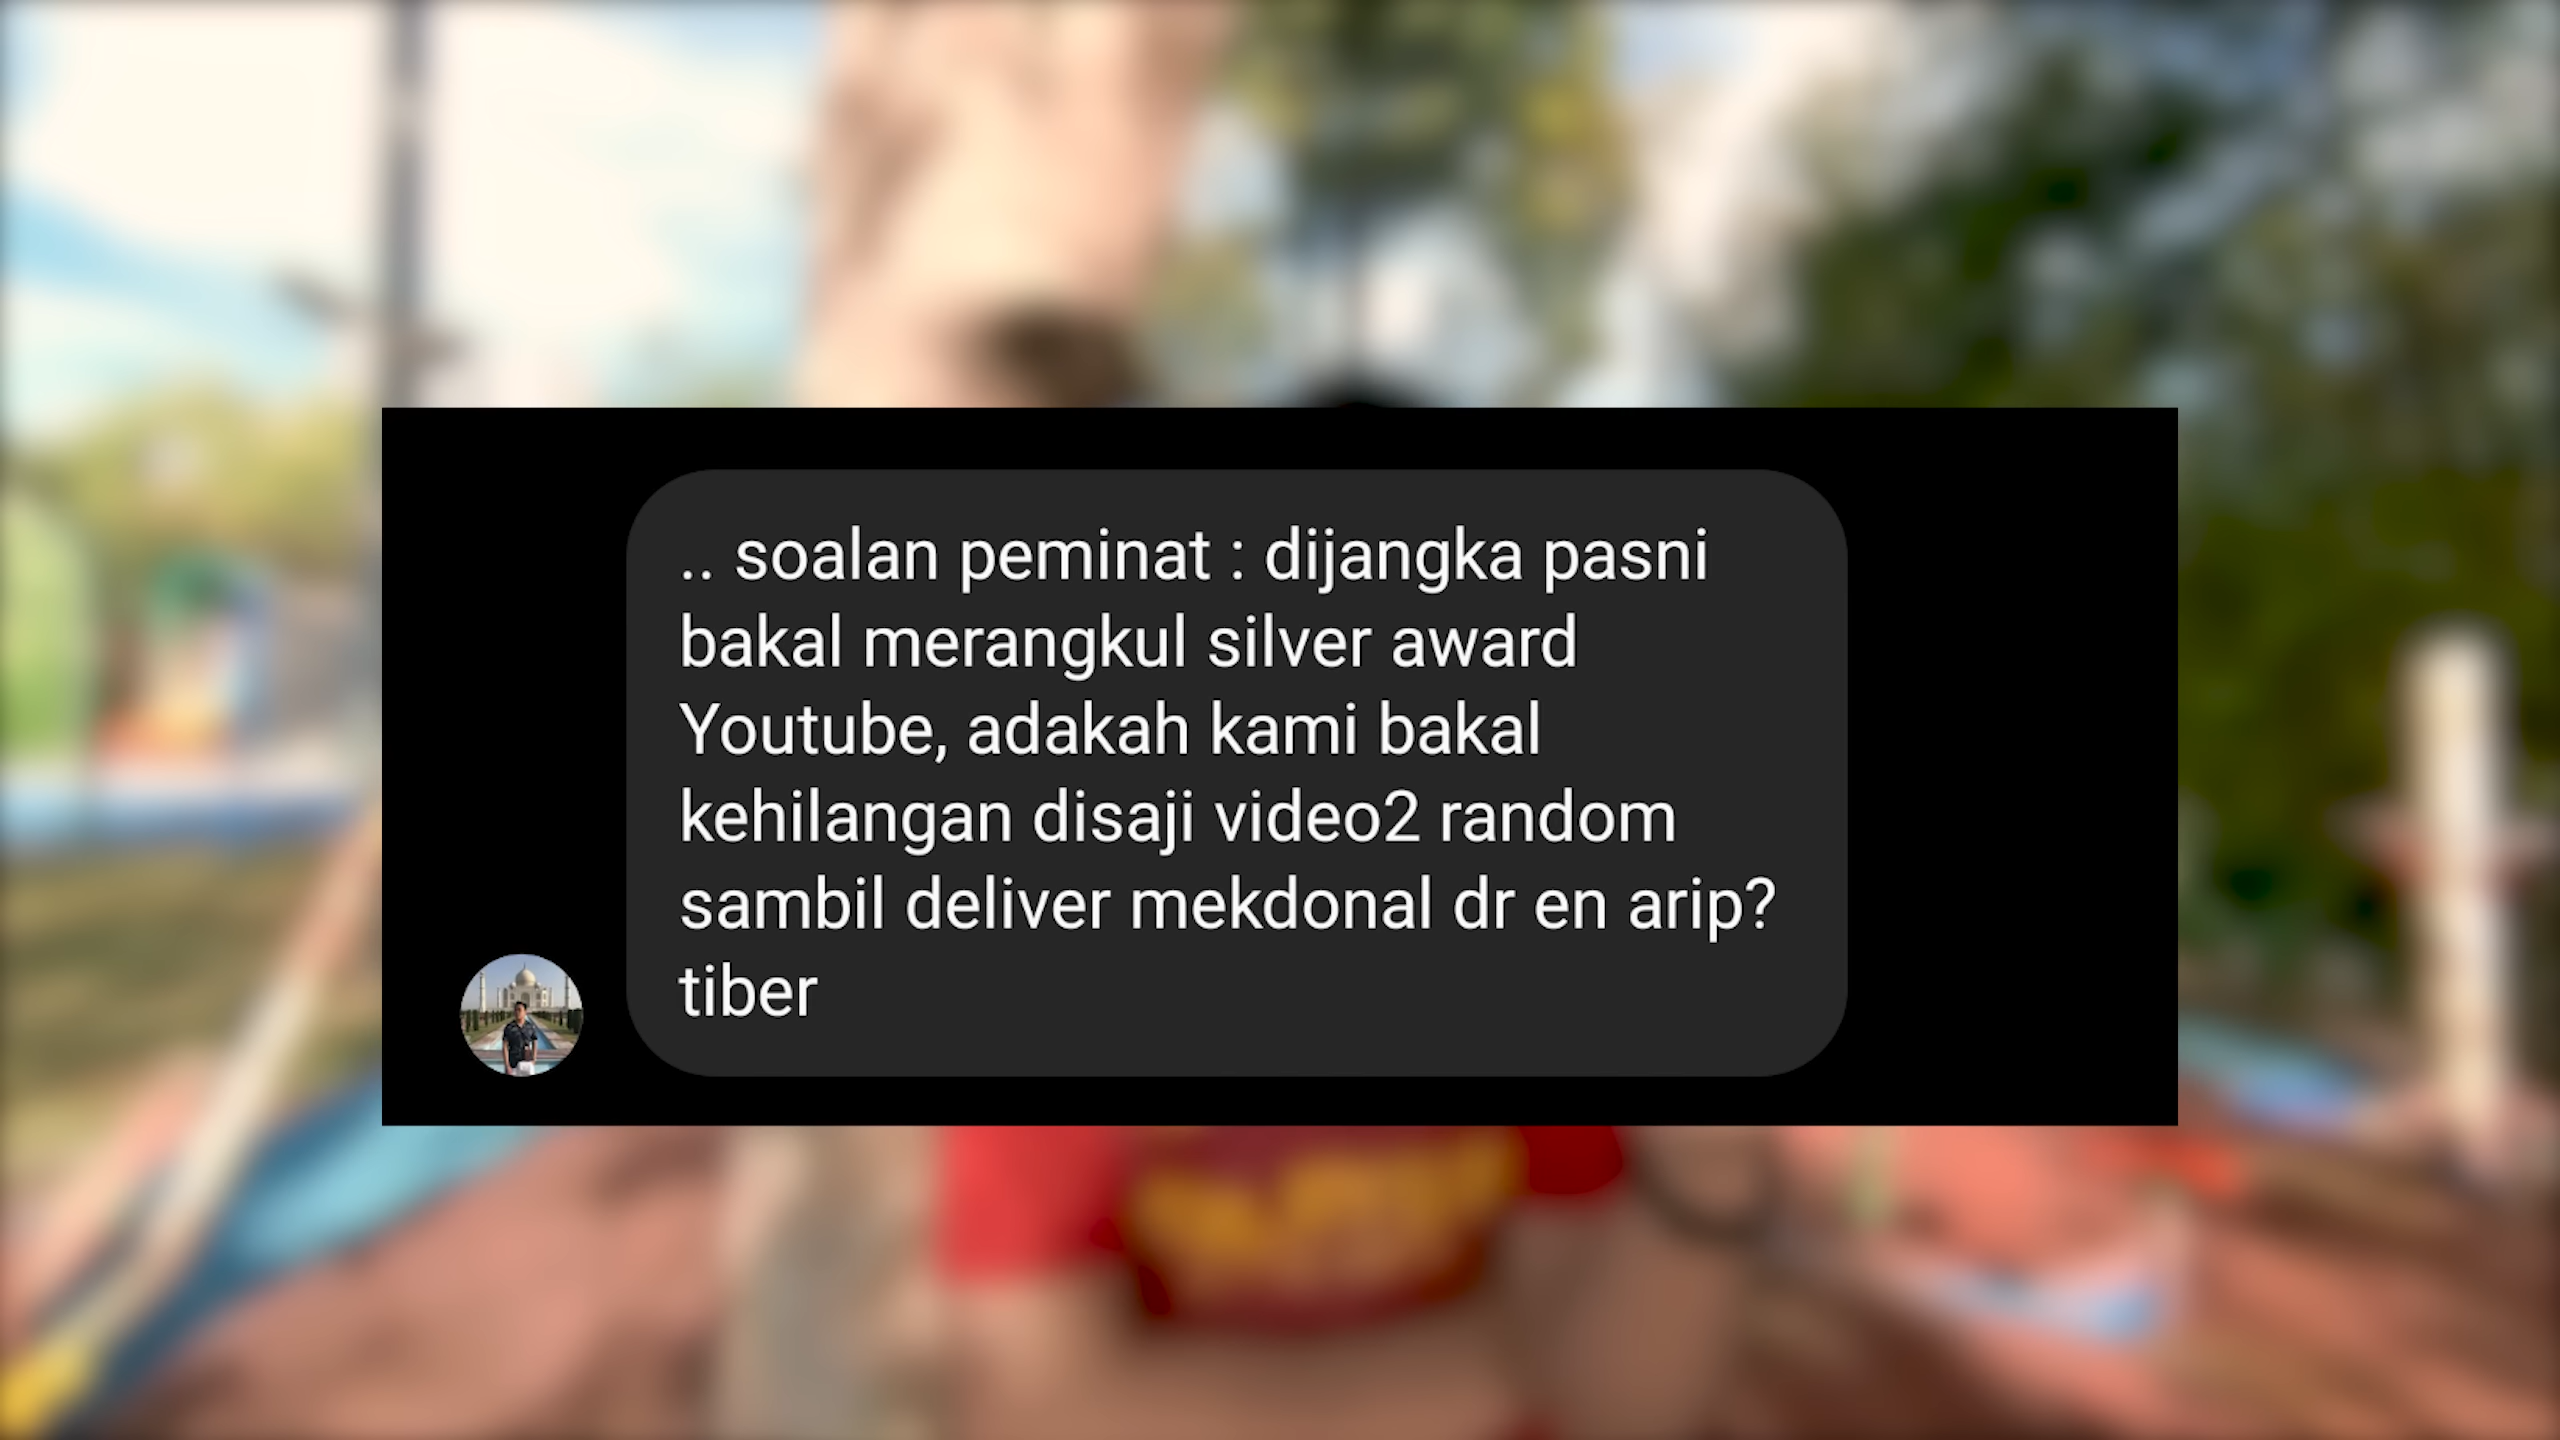 .. soalan peminat : dijangka pasni
bakal merangkul silver award
Youtube, adakah kami bakal
kehilangan disaji video2 random
sambil deliver mekdonal dr en arip?
tiber